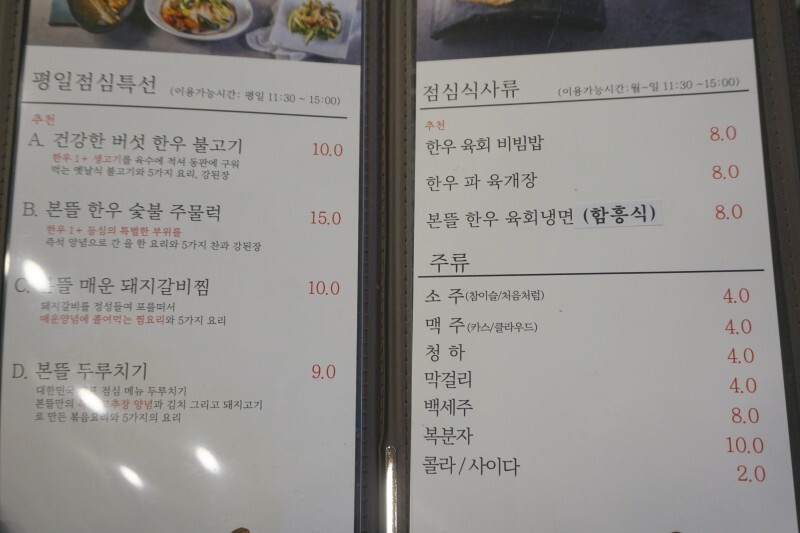 평일점심특선 (이용가능시간: 평일 11:30 ~ 15:00)
추천
A. 건강한 버섯 한우 불고기 10.0
한우 1+ 생고기를 육수에 적셔 동판에 구워
먹는 옛날식 불고기와 5가지 요리, 강된장
B. 본뜰 한우 숯불 주물럭 15.0
한우 1+ 등심의 특별한 부위를
즉석 양념으로 간 을 한 요리와 5가지 찬과 강된장
C. 본뜰 매운 돼지갈비찜 10.0
돼지갈비를 정성들여 포를떠서
매운양념에 졸여먹는 찜요리와 5가지 요리
D. 본뜰 두루치기 9.0
대한민국 점심 메뉴 두루치기
본뜰만의 고추장 양념과 김치 그리고 돼지고기
로 만든 볶음요리와 5가지의 요리
점심식사류 (이용가능시간:월~일 11:30 ~15:00)
추천
한우 육회 비빔밥 8.0
한우 파 육개장 8.0
본뜰 한우 육회냉면 (함흥식) 8.0
주류
소 주(참이슬/처음처럼) 4.0
맥 주(카스/클라우드) 4.0
청 하 4.0
막걸리 4.0
백세주 8.0
복분자 10.0
콜라/사이다 2.0